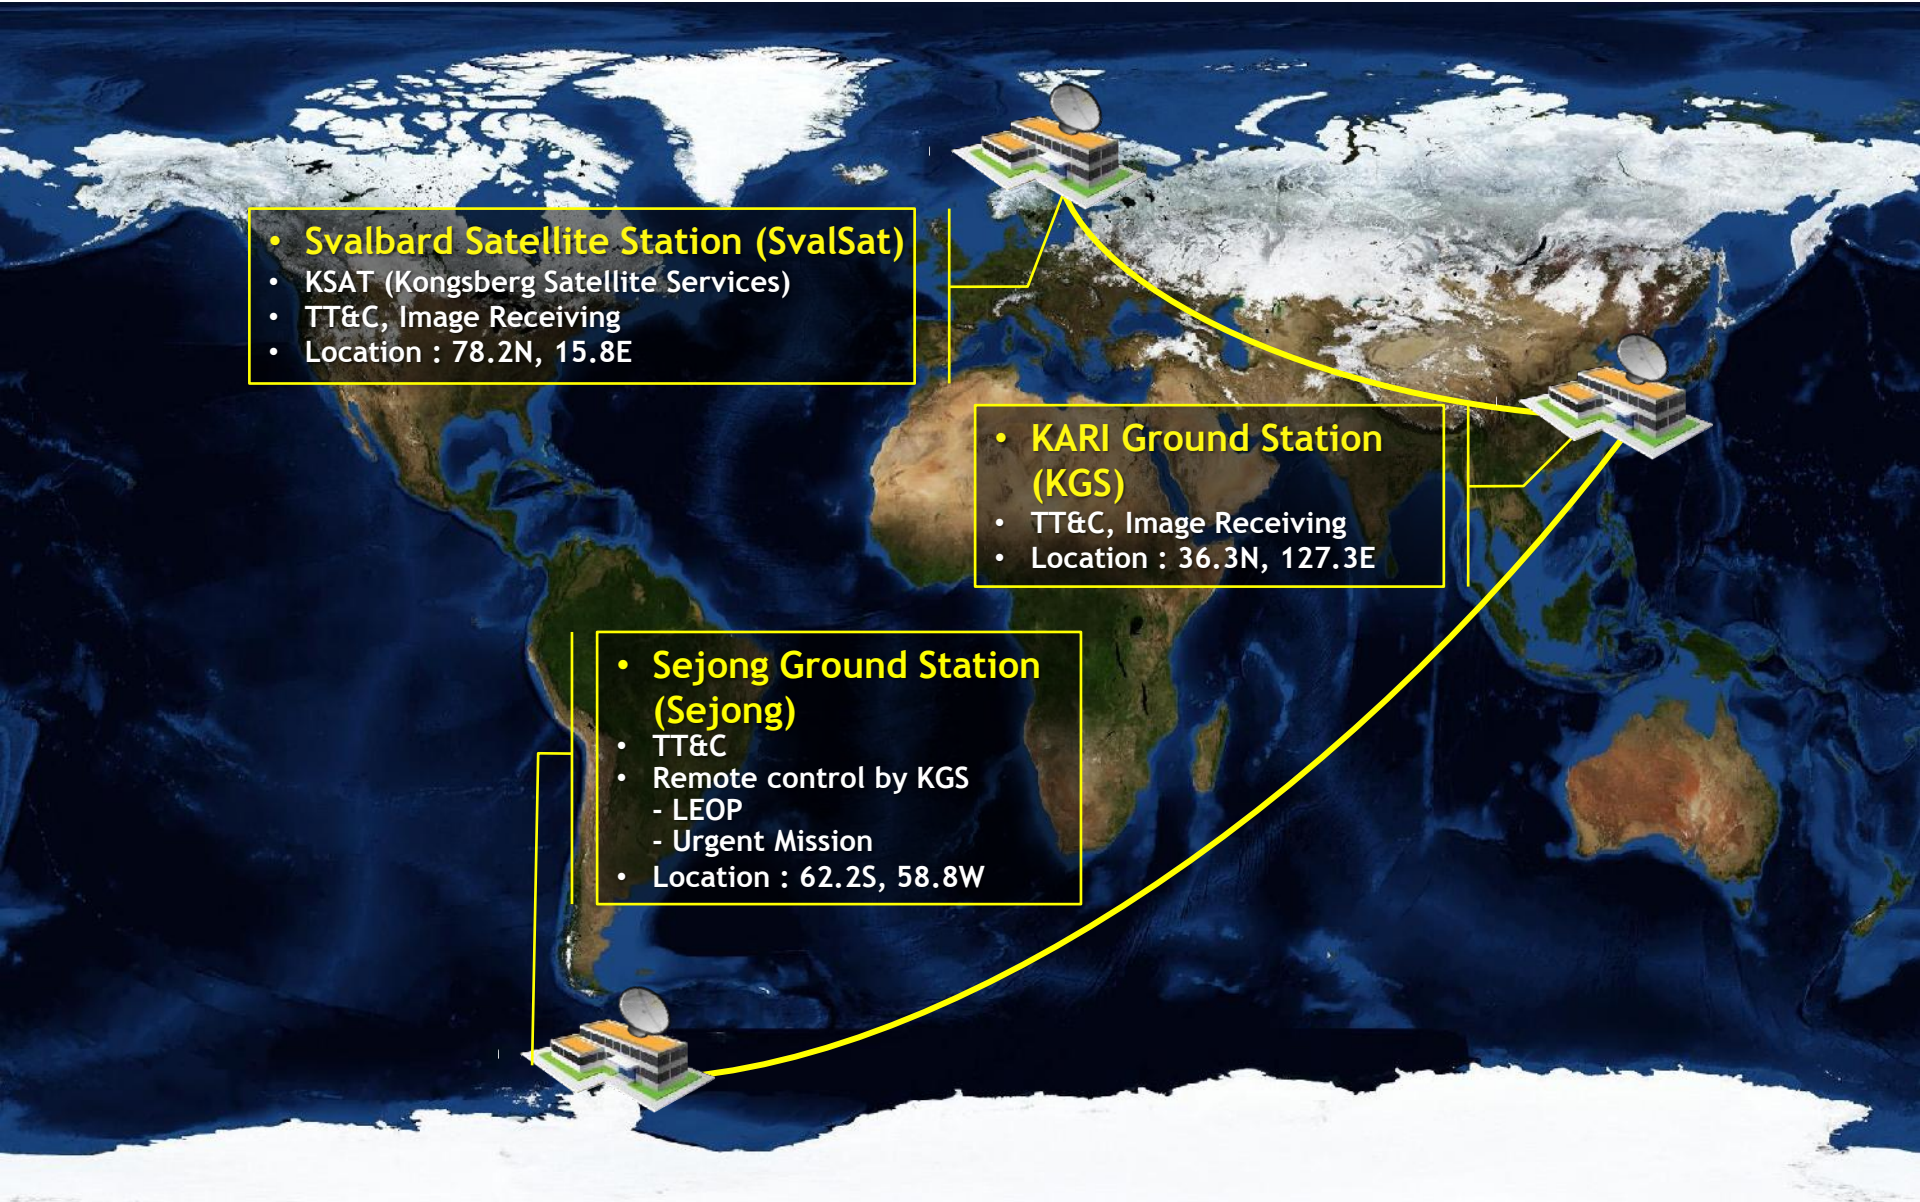 • Svalbard Satellite Station (SvalSat)
• KSAT (Kongsberg Satellite Services)
• TT&C, Image Receiving
• Location : 78.2N, 15.8E
• KARI Ground Station
(KGS)
• TT&C, Image Receiving
• Location : 36.3N, 127.3E
• Sejong Ground Station
(Sejong)
• TT&C
• Remote control by KGS
- LEOP
- Urgent Mission
• Location : 62.2S, 58.8W